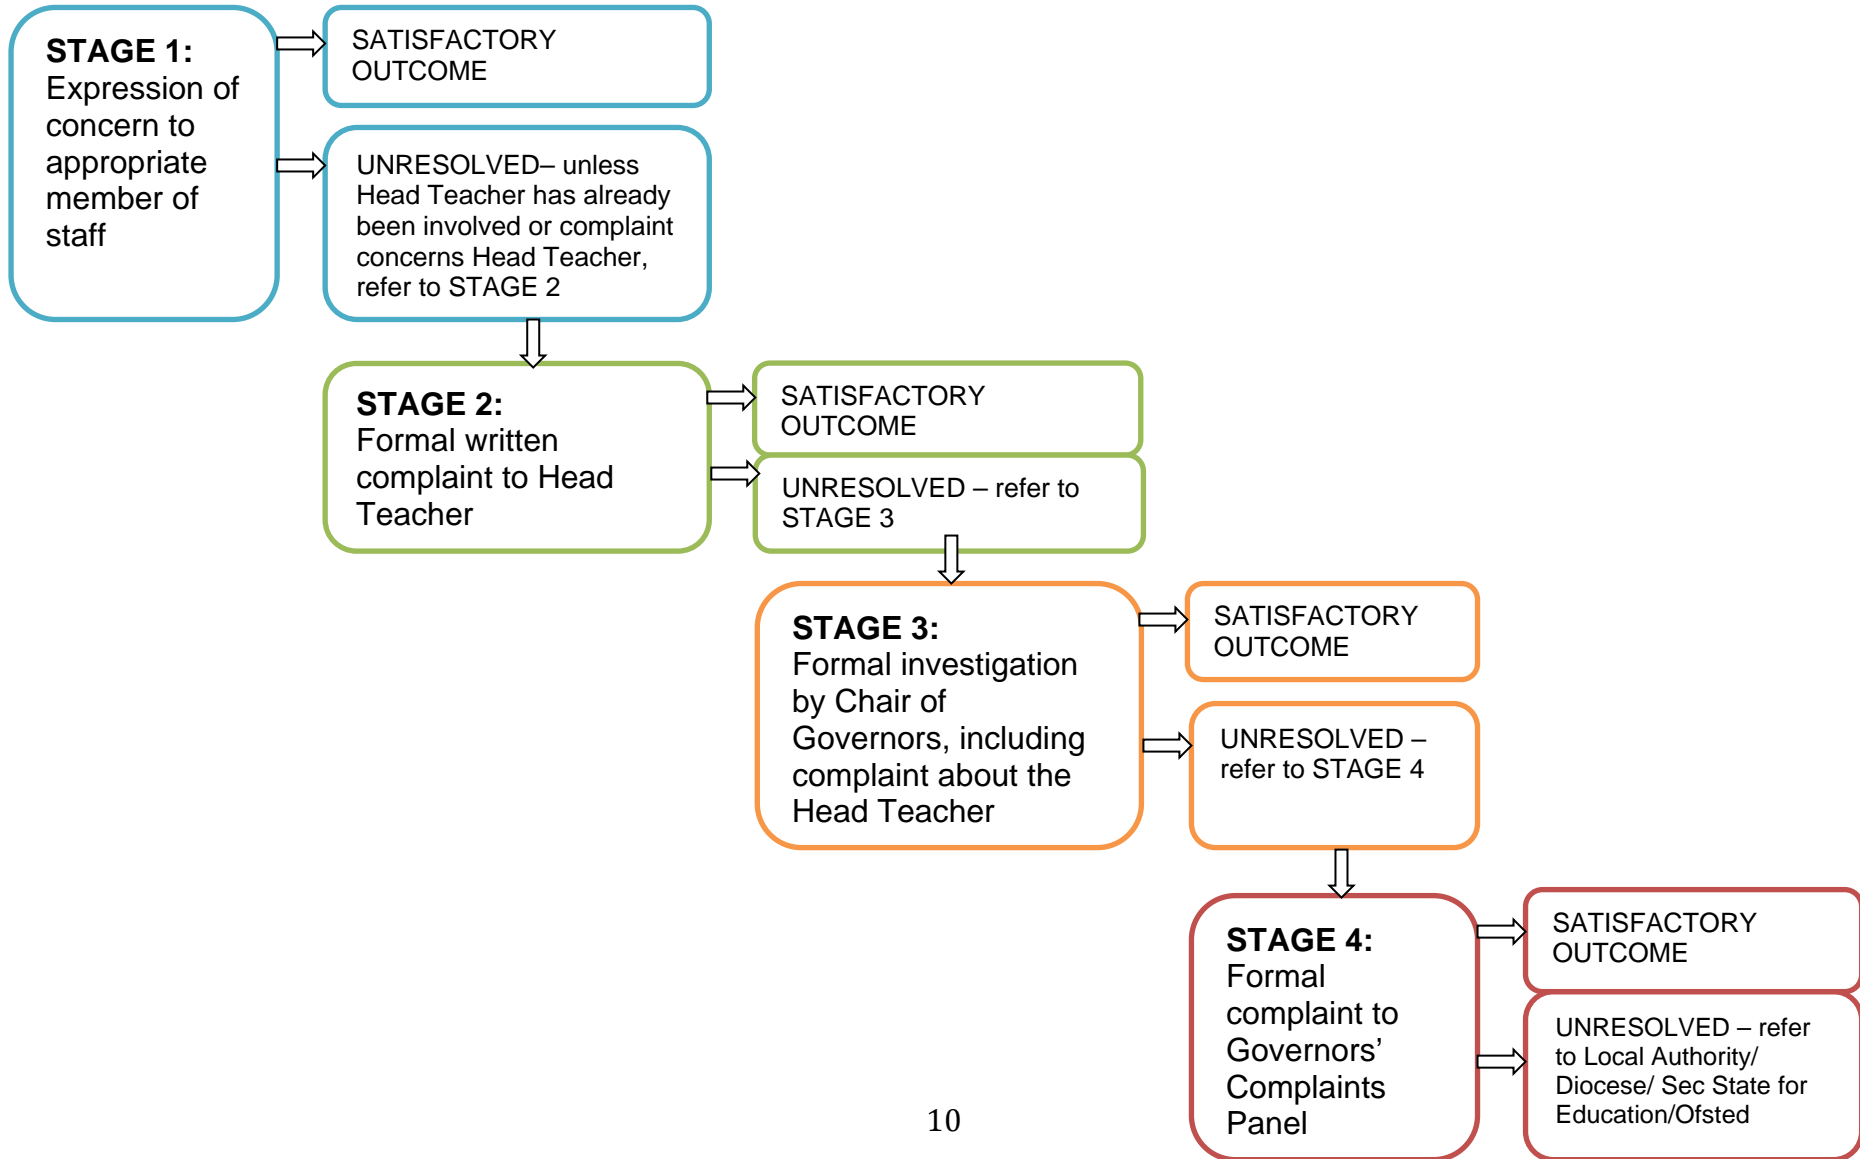 STAGE 1:
Expression of
concern to
appropriate
member of
staff
SATISFACTORY
OUTCOME
UNRESOLVED– unless
Head Teacher has already
been involved or complaint
concerns Head Teacher,
refer to STAGE 2
STAGE 2:
Formal written
complaint to Head
Teacher
SATISFACTORY
OUTCOME
UNRESOLVED – refer to
STAGE 3
STAGE 3:
Formal investigation
by Chair of
Governors, including
complaint about the
Head Teacher
SATISFACTORY
OUTCOME
UNRESOLVED –
refer to STAGE 4
STAGE 4:
Formal
complaint to
Governors’
Complaints
Panel
SATISFACTORY
OUTCOME
UNRESOLVED – refer
to Local Authority/
Diocese/ Sec State for
Education/Ofsted
10